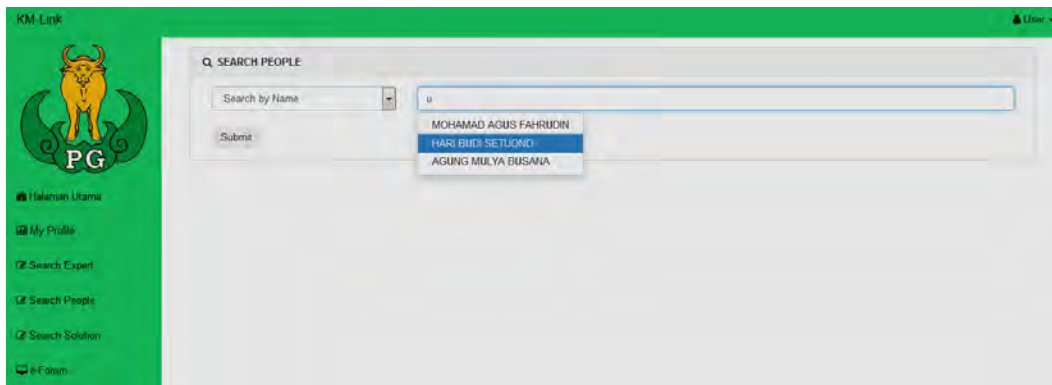 KM-Link
User
SEARCH PEOPLE
Search by Name
u
MOHAMAD AGUS FAHRUDIN
HARI BUDI SETIJONO
AGUNG MULYA BUSANA
Submit
PG
Halaman Utama
My Profile
Search Expert
Search People
Search Solution
e-Forum